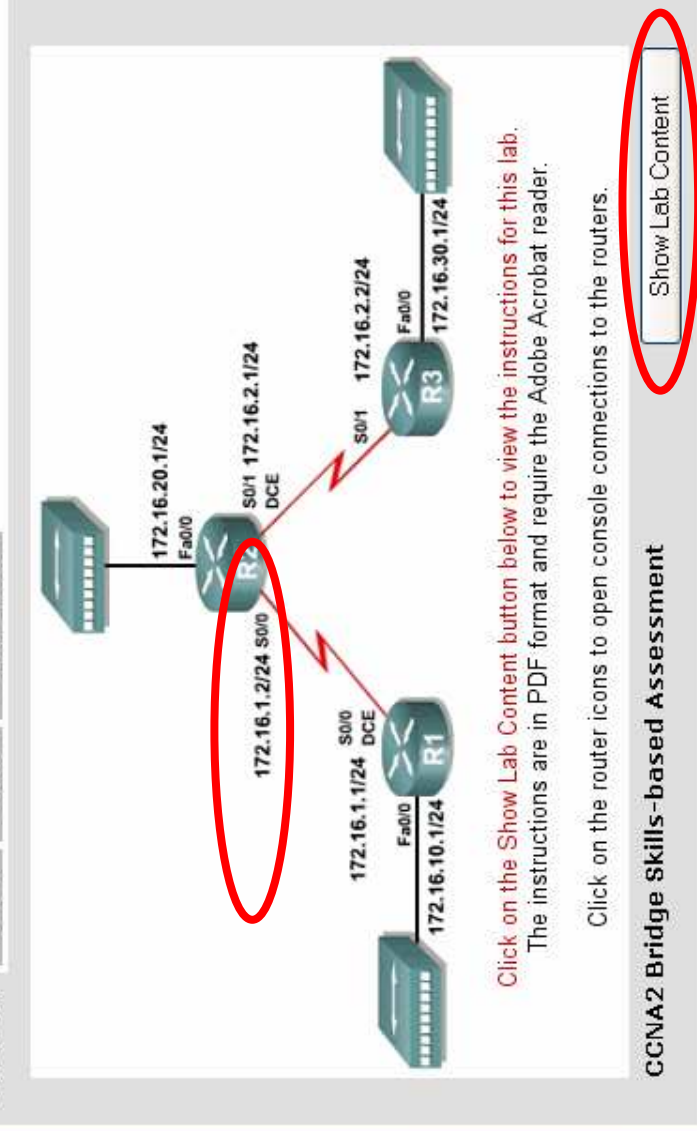 172.16.20.1/24
Fa0/0
R2
172.16.1.2/24 S0/0
S0/1 172.16.2.1/24
DCE
S0/0
DCE
172.16.1.1/24
S0/1
172.16.2.2/24
Fa0/0
R1
172.16.10.1/24
R3
Fa0/0
172.16.30.1/24
Click on the Show Lab Content button below to view the instructions for this lab.
The instructions are in PDF format and require the Adobe Acrobat reader.
Click on the router icons to open console connections to the routers.
CCNA2 Bridge Skills-based Assessment
Show Lab Content